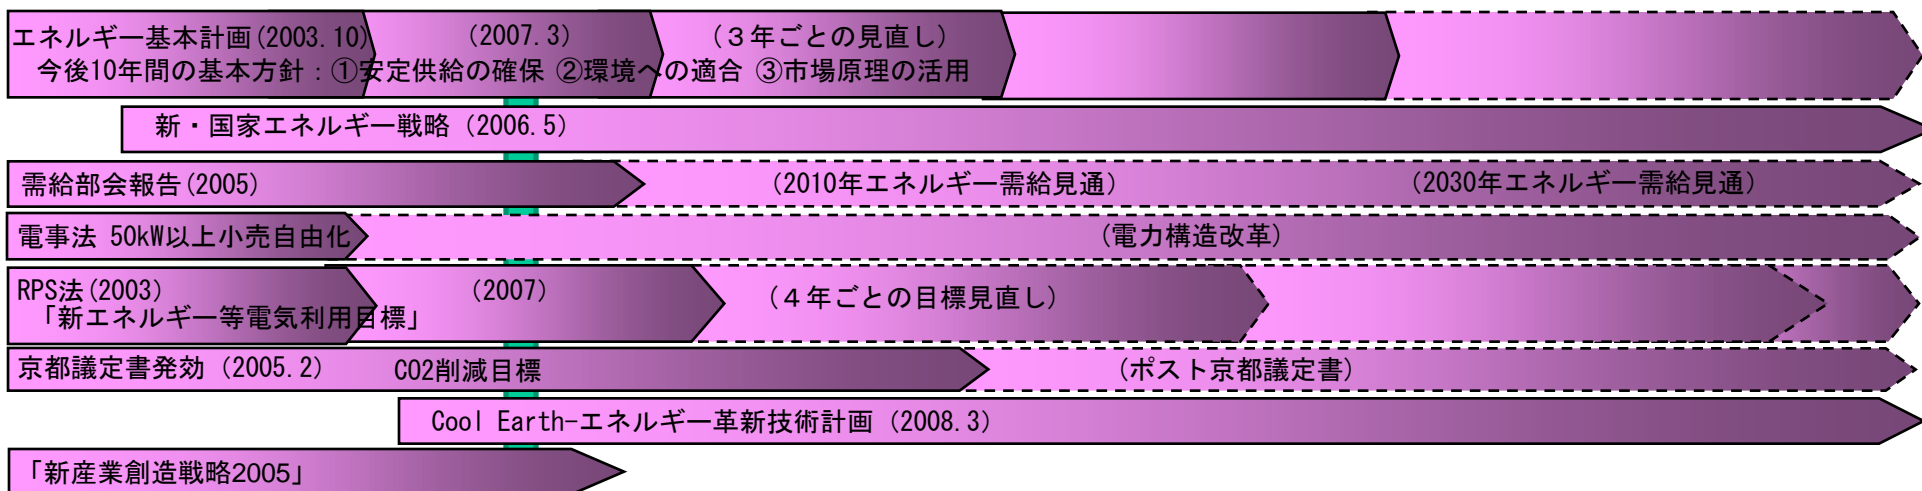 エネルギー基本計画(2003.10) (2007.3) (３年ごとの見直し)
今後10年間の基本方針：①安定供給の確保 ②環境への適合 ③市場原理の活用
新・国家エネルギー戦略 (2006.5)
需給部会報告(2005) (2010年エネルギー需給見通) (2030年エネルギー需給見通)
電事法 50kW以上小売自由化 (電力構造改革)
RPS法(2003) (2007) (４年ごとの目標見直し)
「新エネルギー等電気利用目標」
京都議定書発効 (2005.2) CO2削減目標 (ポスト京都議定書)
Cool Earth-エネルギー革新技術計画 (2008.3)
「新産業創造戦略2005」